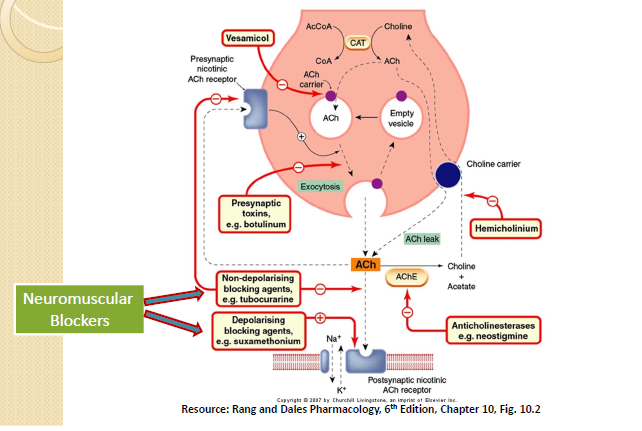 AcCoA
Choline
CAT
CoA
ACh
Vesamicol
Presynaptic
nicotinic
ACh receptor
ACh
carrier
ACh
Empty
vesicle
+
Choline carrier
Exocytosis
Presynaptic
toxins,
e.g. botulinum
Hemicholinium
ACh leak
ACh
Choline
+
Acetate
AChE
Non-depolarising
blocking agents,
e.g. tubocurarine
Neuromuscular
Blockers
Depolarising
blocking agents,
e.g. suxamethonium
+
Anticholinesterases
e.g. neostigmine
Na+
K+
Postsynaptic nicotinic
ACh receptor
Copyright © 2007 by Churchill Livingstone, an imprint of Elsevier Inc.
Resource: Rang and Dales Pharmacology, 6th Edition, Chapter 10, Fig. 10.2